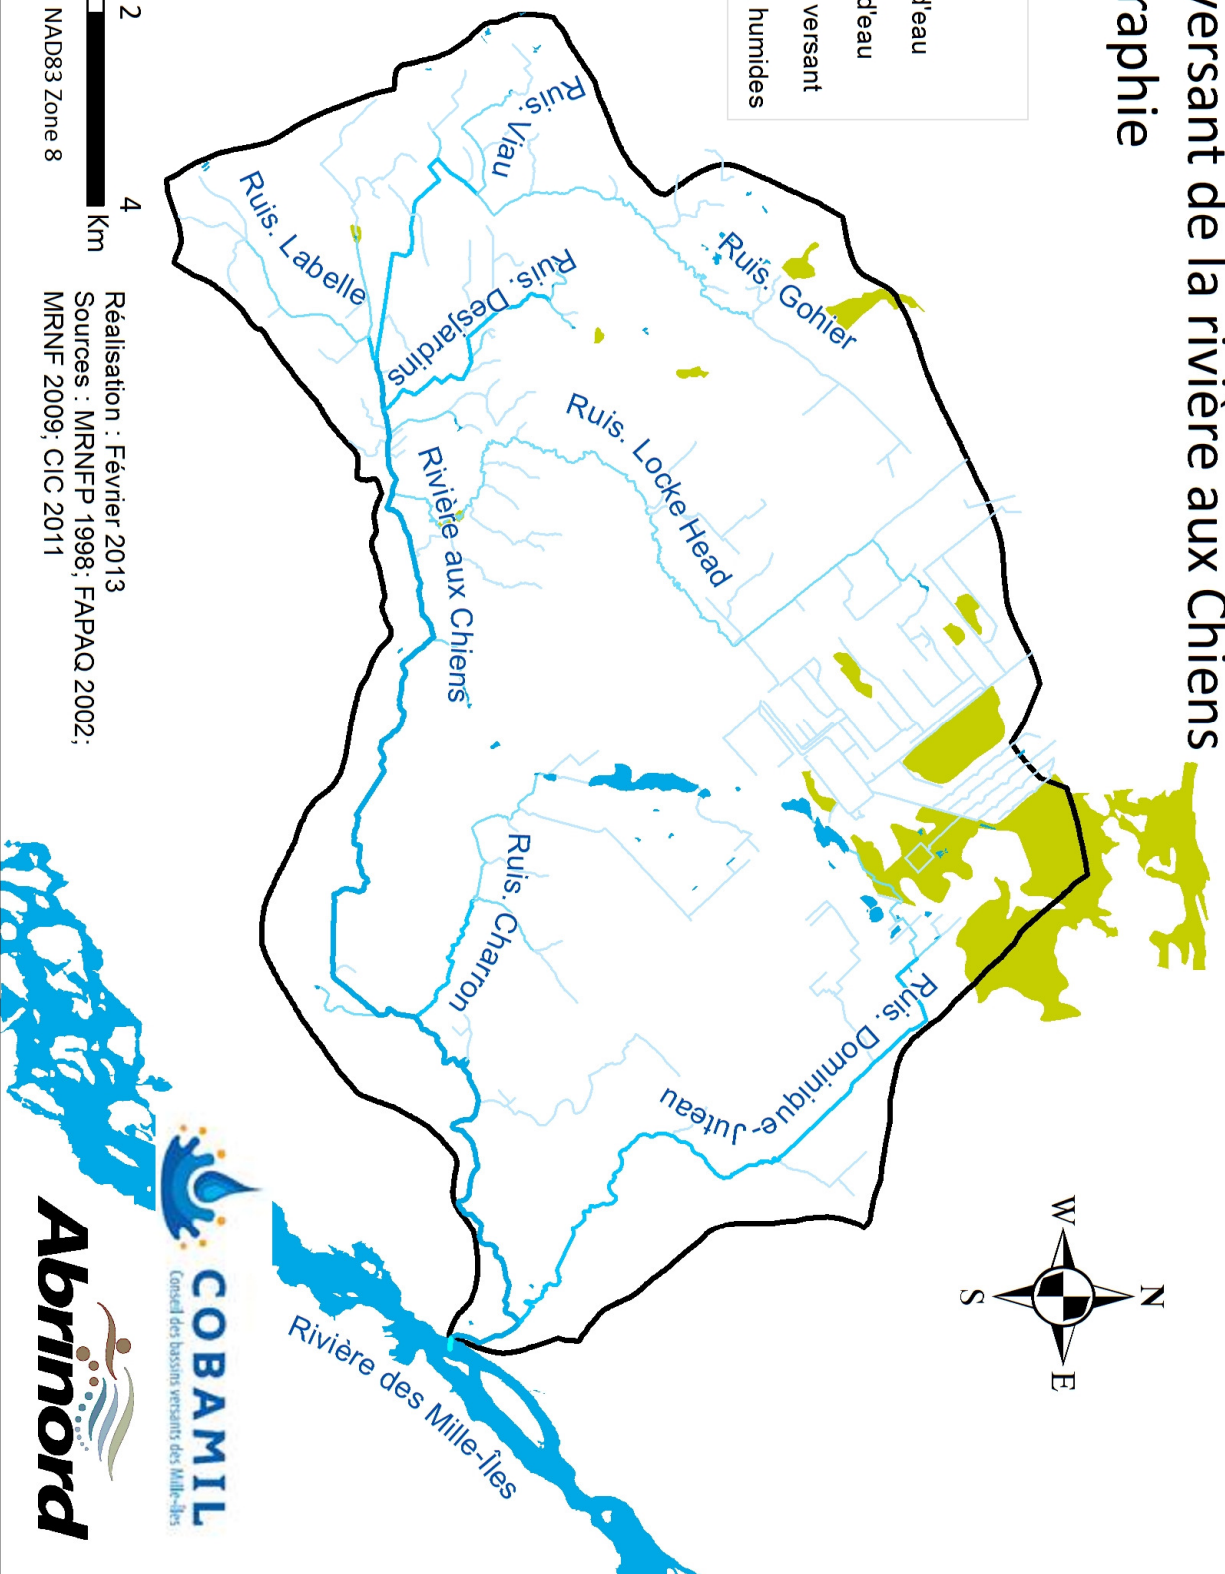 versant de la rivière aux Chiens
raphie
d'eau
d'eau
versant
humides
Ruis. Viau
Ruis. Labelle
Ruis. Desjardins
Ruis. Gohier
Ruis. Locke Head
Rivière aux Chiens
Ruis. Charron
Ruis. Dominique-Juteau
Rivière des Mille-Îles
N
W
E
S
2
4
Km
NAD83 Zone 8
Réalisation : Février 2013
Sources : MRNFP 1998; FAPAQ 2002;
MRNF 2009; CIC 2011
COBAMIL
Conseil des bassins versants des Mille-Îles
Abrinord